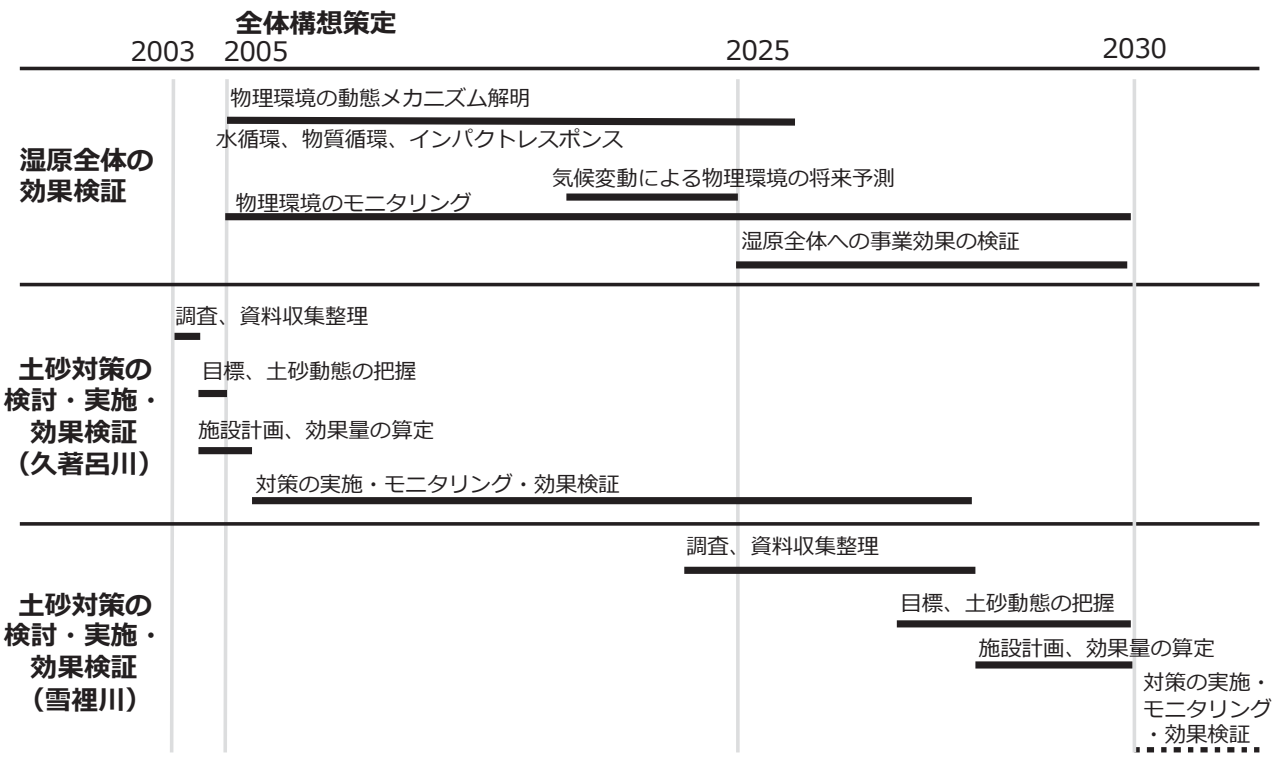 全体構想策定
2003 2005 2025 2030
湿原全体の
効果検証
物理環境の動態メカニズム解明
水循環、物質循環、インパクトレスポンス
気候変動による物理環境の将来予測
物理環境のモニタリング
湿原全体への事業効果の検証
土砂対策の
検討・実施・
効果検証
（久著呂川）
調査、資料収集整理
目標、土砂動態の把握
施設計画、効果量の算定
対策の実施・モニタリング・効果検証
土砂対策の
検討・実施・
効果検証
（雪裡川）
調査、資料収集整理
目標、土砂動態の把握
施設計画、効果量の算定
対策の実施・
モニタリング
・効果検証